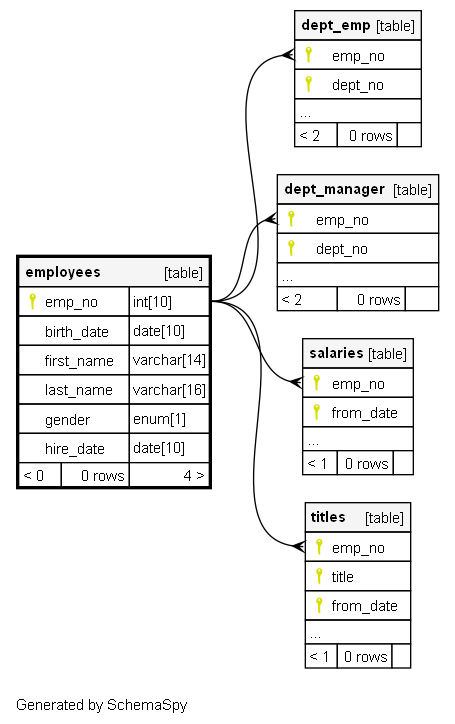 dept_emp [table]
emp_no
dept_no
...
< 2 0 rows
dept_manager [table]
emp_no
dept_no
...
< 2 0 rows
employees [table]
emp_no int[10]
birth_date date[10]
first_name varchar[14]
last_name varchar[16]
gender enum[1]
hire_date date[10]
< 0 0 rows 4 >
salaries [table]
emp_no
from_date
...
< 1 0 rows
titles [table]
emp_no
title
from_date
...
< 1 0 rows
Generated by SchemaSpy